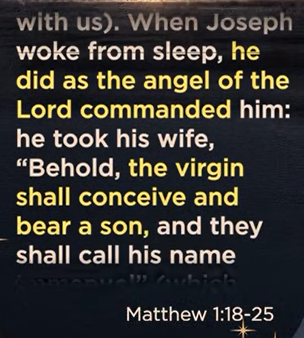 with us). When Joseph
woke from sleep, he
did as the angel of the
Lord commanded him:
he took his wife,
“Behold, the virgin
shall conceive and
bear a son, and they
shall call his name
Matthew 1:18-25